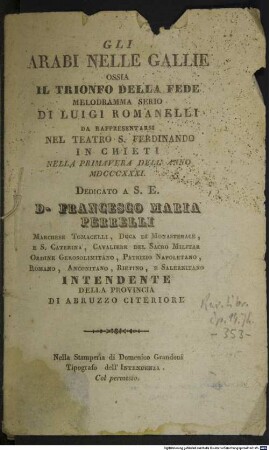 GLI
ARABI NELLE GALLIE
OSSIA
IL TRIONFO DELLA FEDE
MELODRAMMA SERIO
DI LUIGI ROMANELLI
DA RAPPRESENTARSI
NEL TEATRO S. FERDINANDO
IN CHIETI
NELLA PRIMAVERA DELL' ANNO
MDCCCXXXI.
DEDICATO A S. E.
D. FRANCESCO MARIA
PERRELLI
MARCHESE TOMACELLI, DUCA DI MONASTERALE,
E S. CATERINA, CAVALIERE DEL SACRO MILITAR
ORDINE GEROSOLIMITANO, PATRIZIO NAPOLETANO,
ROMANO, ANCONITANO, RIETINO, E SALERNITANO
INTENDENTE
DELLA PROVINCIA
DI ABRUZZO CITERIORE
Nella Stamperia di Domenico Grandoni
Tipografo dell' INTENDENZA.
Col permesso.
- 353 -